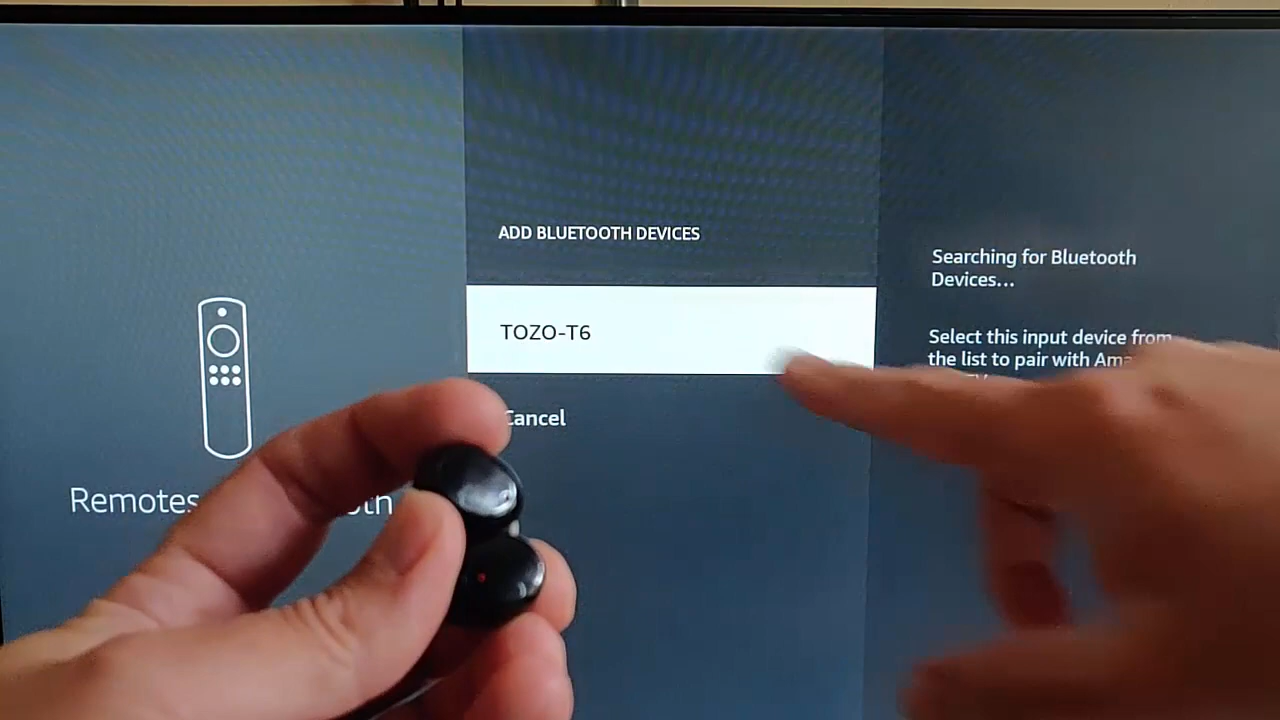 ADD BLUETOOTH DEVICES
TOZO-T6
Cancel
Remotes
Searching for Bluetooth
Devices...
Select this input device from
the list to pair with